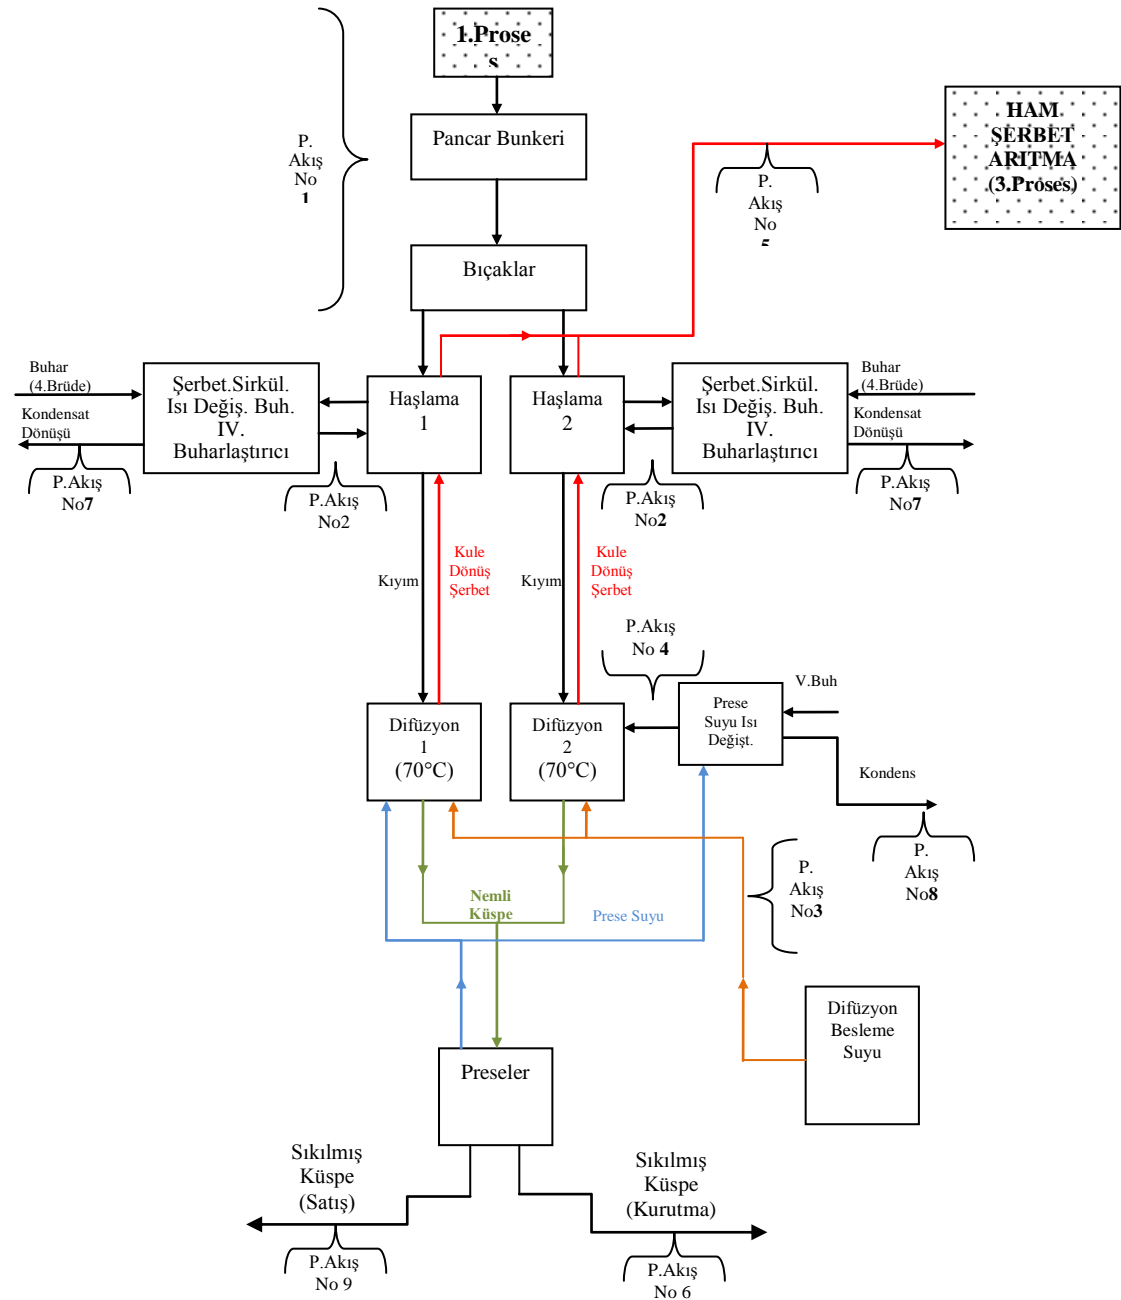 1.Prose
s
P.
Akış
No
1
Pancar Bunkeri
HAM
ŞERBET
ARITMA
(3.Proses)
P.
Akış
No
5
Bıçaklar
Buhar
(4.Brüde)
Kondensat
Dönüşü
Şerbet.Sirkül.
Isı Değiş. Buh.
IV.
Buharlaştırıcı
Haşlama
1
Haşlama
2
Şerbet.Sirkül.
Isı Değiş. Buh.
IV.
Buharlaştırıcı
Buhar
(4.Brüde)
Kondensat
Dönüşü
P.Akış
No7
P.Akış
No2
P.Akış
No2
P.Akış
No7
Kıyım
Kule
Dönüş
Şerbet
Kıyım
Kule
Dönüş
Şerbet
P.Akış
No 4
V.Buh
Difüzyon
1
(70°C)
Difüzyon
2
(70°C)
Prese
Suyu Isı
Değişt.
Kondens
P.
Akış
No8
P.
Akış
No3
Nemli
Küspe
Prese Suyu
Difüzyon
Besleme
Suyu
Preseler
Sıkılmış
Küspe
(Satış)
Sıkılmış
Küspe
(Kurutma)
P.Akış
No 9
P.Akış
No 6